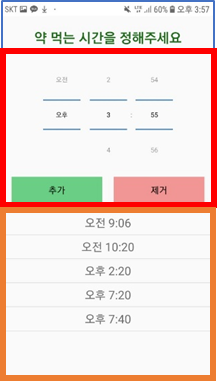 SKT 60% 오후 3:57
약 먹는 시간을 정해주세요
오전 2 54
오후 3 : 55
4 56
추가 제거
오전 9:06
오전 10:20
오후 2:20
오후 7:20
오후 7:40